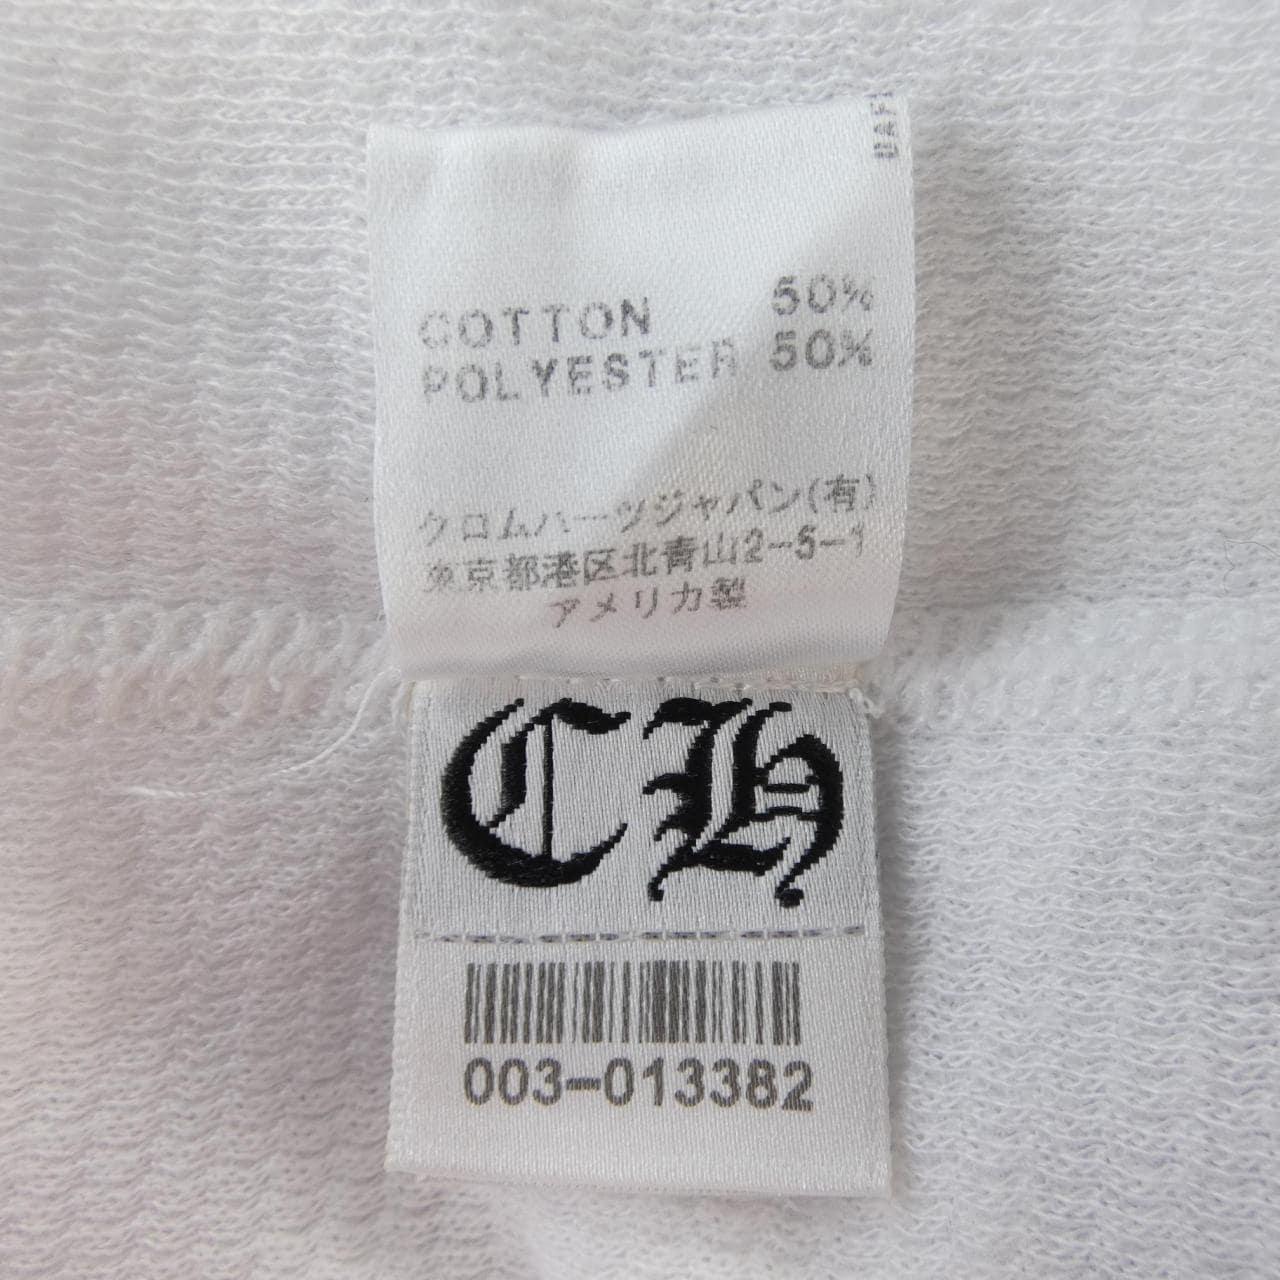 COTTON 50%
POLYESTER 50%
クロムハーツジャパン(有)
東京都港区北青山2-5-1
アメリカ製
CH
003-013382